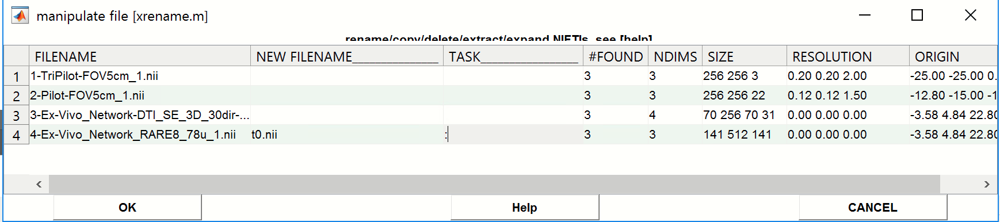 manipulate file [xrename.m]
rename/copy/delete/extract/expand NIFTIs, see [help]
FILENAME NEW FILENAME______________ TASK________________ #FOUND NDIMS SIZE RESOLUTION ORIGIN
1 1-TriPilot-FOV5cm_1.nii 3 3 256 256 3 0.20 0.20 2.00 -25.00 -25.00 0.
2 2-Pilot-FOV5cm_1.nii 3 3 256 256 22 0.12 0.12 1.50 -12.80 -15.00 -1
3 3-Ex-Vivo_Network-DTI_SE_3D_30dir-... 3 4 70 256 70 31 0.00 0.00 0.00 -3.58 4.84 22.80
4 4-Ex-Vivo_Network_RARE8_78u_1.nii t0.nii : 3 3 141 512 141 0.00 0.00 0.00 -3.58 4.84 22.80
OK Help CANCEL